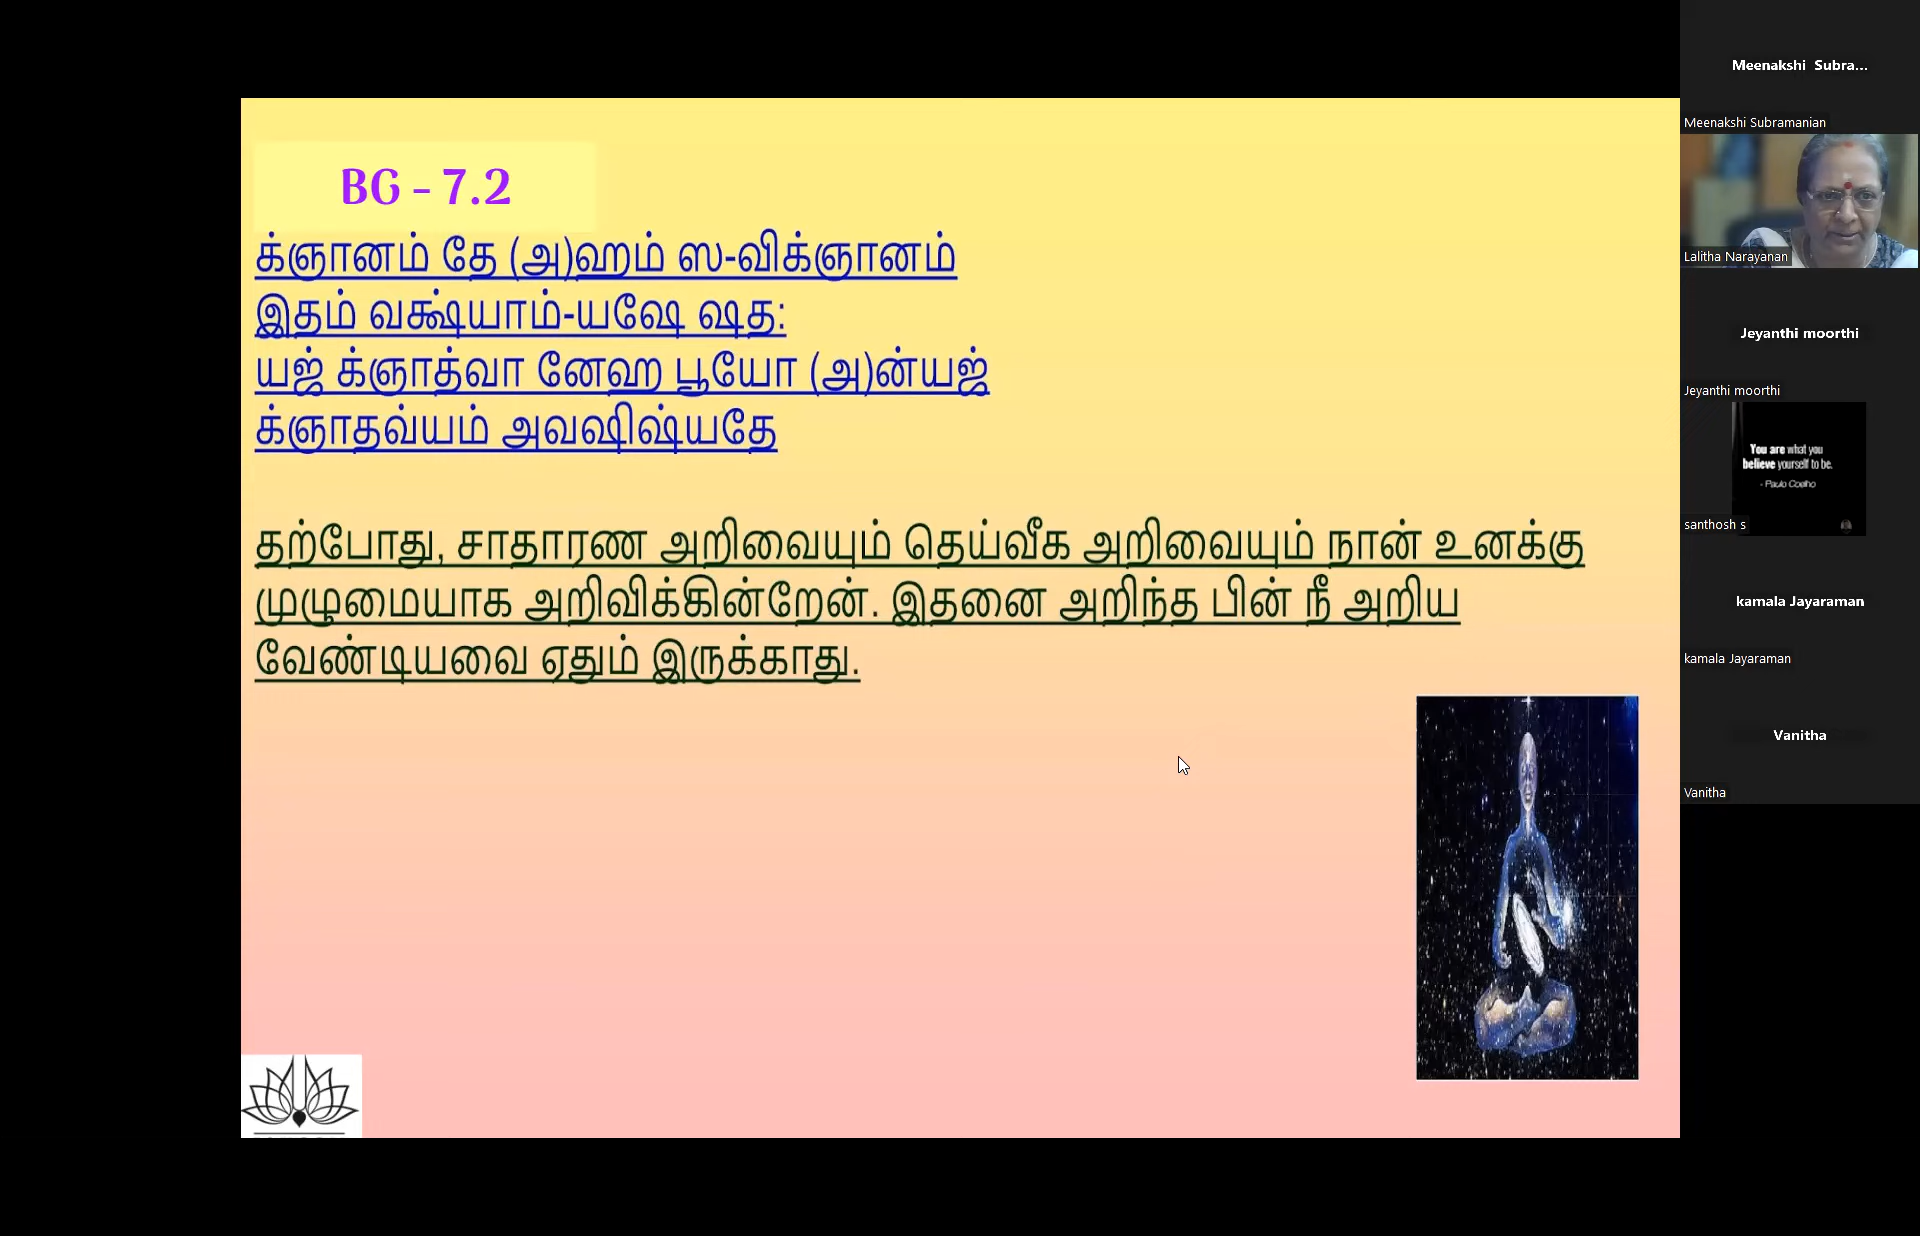 BG - 7.2
க்ஞானம் தே (அ)ஹம் ஸ-விக்ஞானம்
இதம் வக்ஷ்யாம்-யஷே ஷத:
யஜ் க்ஞாத்வா னேஹ பூயோ (அ)ன்யஜ்
க்ஞாதவ்யம் அவஷிஷ்யதே
தற்போது, சாதாரண அறிவையும் தெய்வீக அறிவையும் நான் உனக்கு
முழுமையாக அறிவிக்கின்றேன். இதனை அறிந்த பின் நீ அறிய
வேண்டியவை ஏதும் இருக்காது.
Meenakshi Subra...
Meenakshi Subramanian
Lalitha Narayanan
Jeyanthi moorthi
Jeyanthi moorthi
You are what you
believe yourself to be.
- Paulo Coelho
santhosh s
kamala Jayaraman
kamala Jayaraman
Vanitha
Vanitha